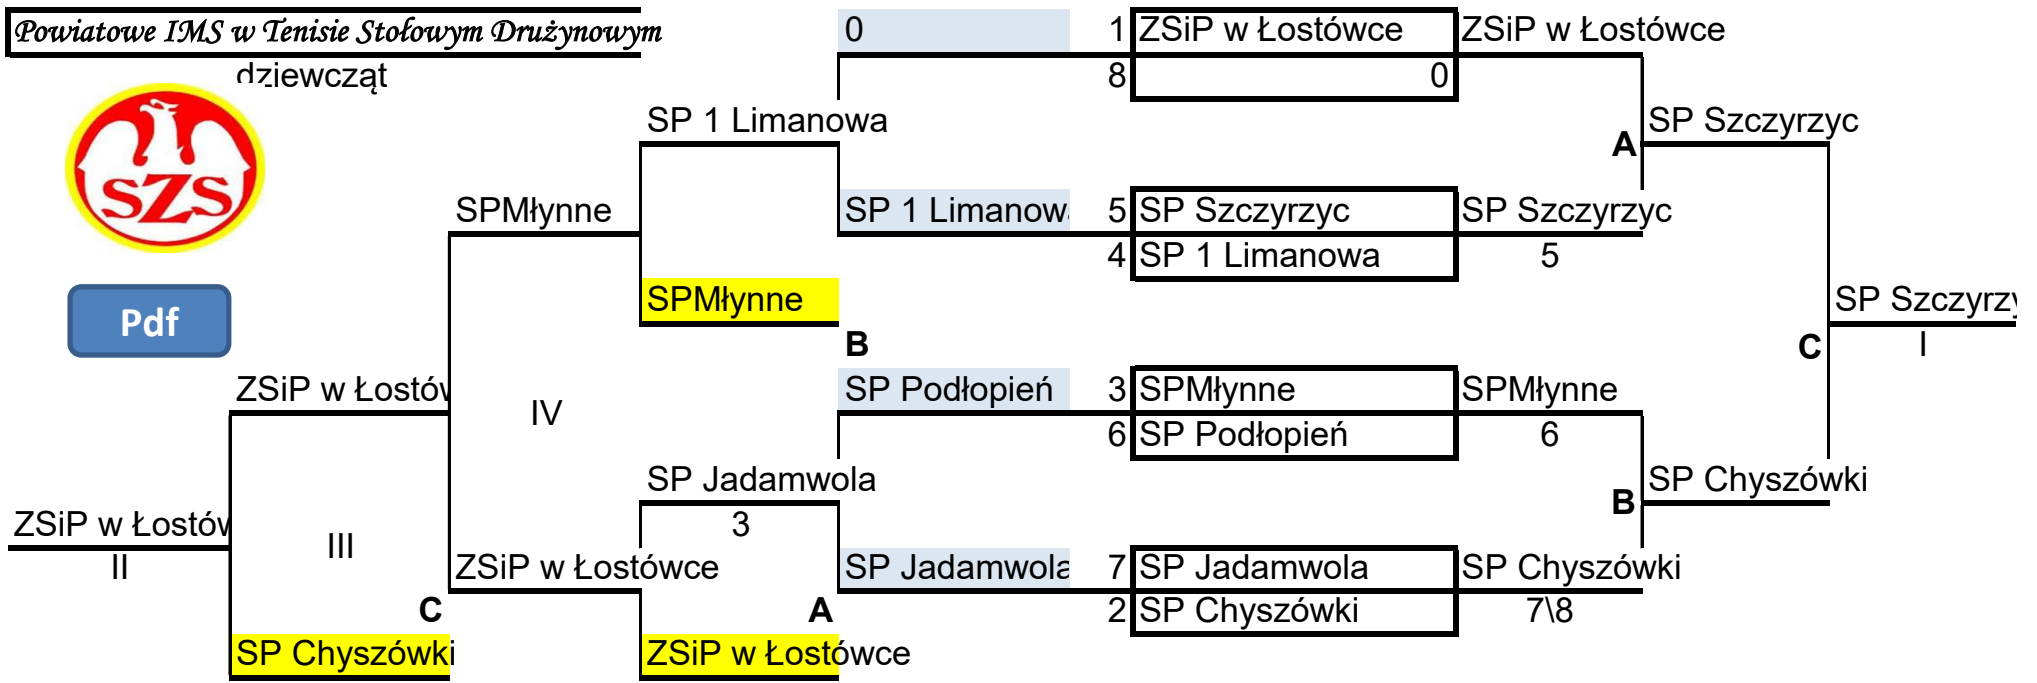 Powiatowe IMS w Tenisie Stołowym Drużynowym
0
1
ZSiP w Łostówce
ZSiP w Łostówce
dziewcząt
8
0
SP 1 Limanowa
SP Szczyrzyc
A
SZS
SPMłynne
SP 1 Limanow
5
SP Szczyrzyc
SP Szczyrzyc
4
SP 1 Limanowa
5
SPMłynne
SP Szczyrzy
Pdf
B
C
I
ZSiP w Łostów
IV
SP Podłopień
3
SPMłynne
SPMłynne
6
SP Podłopień
6
SP Jadamwola
SP Chyszówki
B
ZSiP w Łostów
3
II
III
ZSiP w Łostówce
SP Jadamwola
7
SP Jadamwola
SP Chyszówki
C
A
2
SP Chyszówki
7\8
SP Chyszówki
ZSiP w Łostówce